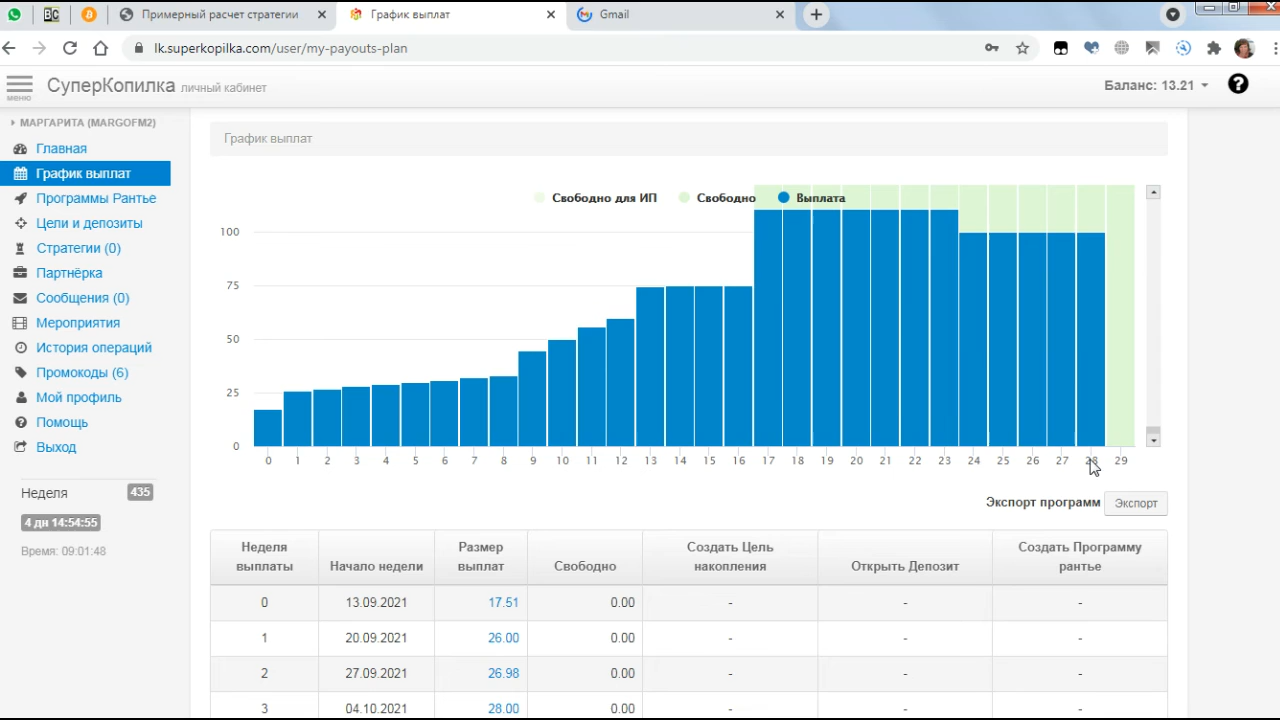 BC
Примерный расчет стратегии
График выплат
Gmail
lk.superkopilka.com/user/my-payouts-plan
меню
СуперКопилка личный кабинет
Баланс: 13.21
МАРГАРИТА (MARGOFM2)
Главная
График выплат
Программы Рантье
Цели и депозиты
Стратегии (0)
Партнёрка
Сообщения (0)
Мероприятия
История операций
Промокоды (6)
Мой профиль
Помощь
Выход
Неделя 435
4 дн 14:54:55
Время: 09:01:48
График выплат
Свободно для ИП Свободно Выплата
100
75
50
25
0
0 1 2 3 4 5 6 7 8 9 10 11 12 13 14 15 16 17 18 19 20 21 22 23 24 25 26 27 28 29
Экспорт программ Экспорт
Неделя выплаты Начало недели Размер выплат Свободно Создать Цель накопления Открыть Депозит Создать Программу рантье
0 13.09.2021 17.51 0.00 - - -
1 20.09.2021 26.00 0.00 - - -
2 27.09.2021 26.98 0.00 - - -
3 04.10.2021 28.00 0.00 - - -